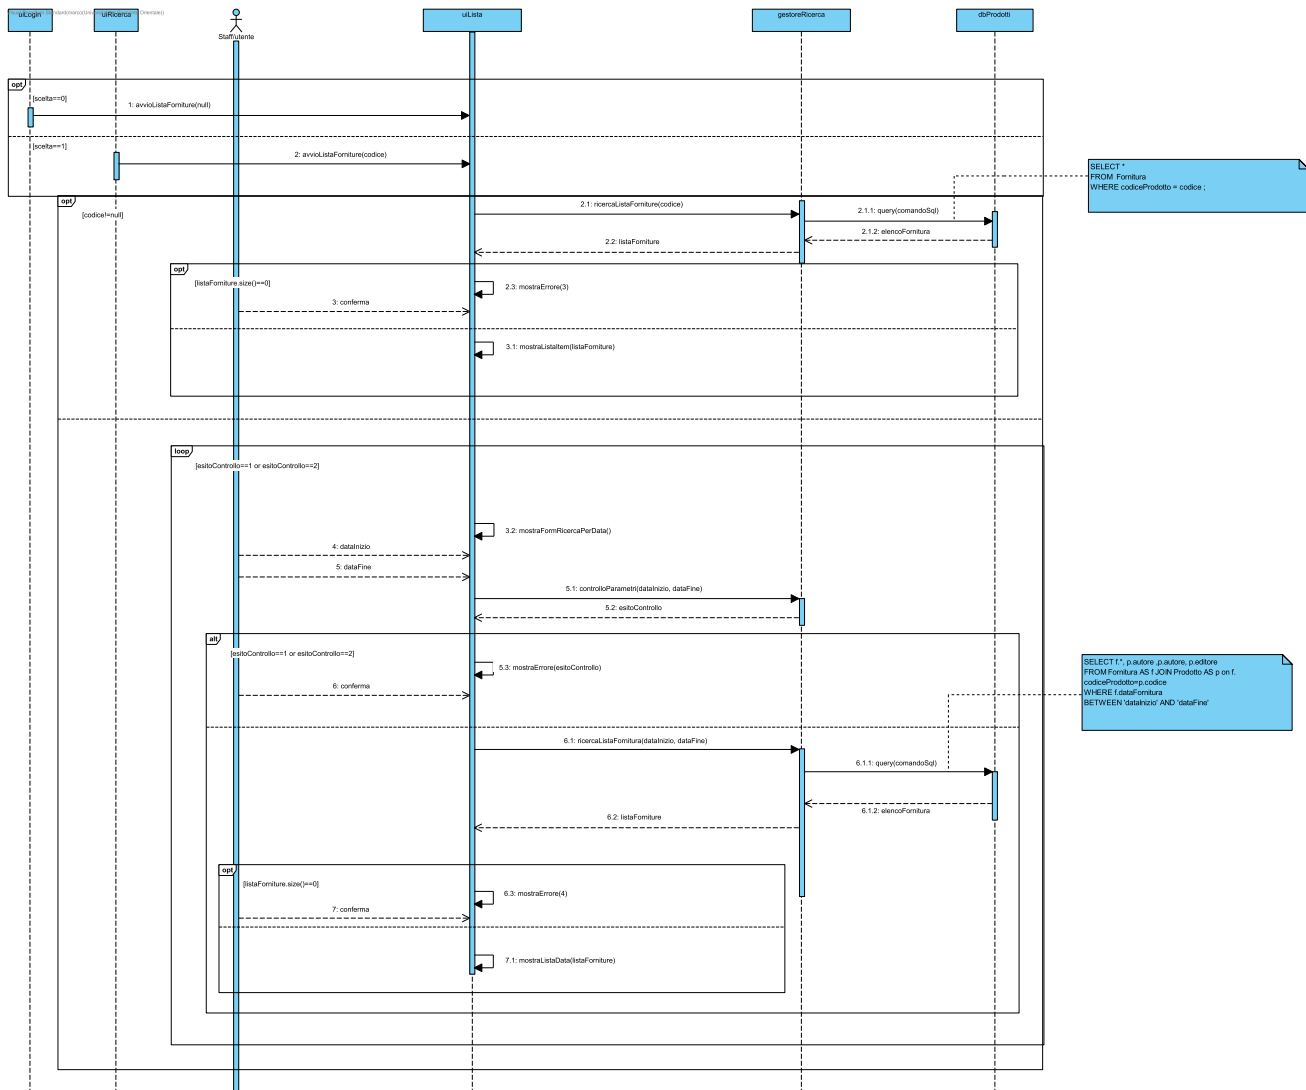 uiLogin
uiRicerca
Staff/utente
uiLista
gestoreRicerca
dbProdotti
opt
[scelta==0]
1: avvioListaForniture(null)
[scelta==1]
2: avvioListaForniture(codice)
SELECT *
FROM Fornitura
WHERE codiceProdotto = codice ;
opt
[codice!=null]
2.1: ricercaListaForniture(codice)
2.1.1: query(comandoSql)
2.1.2: elencoFornitura
2.2: listaForniture
opt
[listaForniture.size()==0]
2.3: mostraErrore(3)
3: conferma
3.1: mostraListaItem(listaForniture)
loop
[esitoControllo==1 or esitoControllo==2]
3.2: mostraFormRicercaPerData()
4: dataInizio
5: dataFine
5.1: controlloParametri(dataInizio, dataFine)
5.2: esitoControllo
alt
[esitoControllo==1 or esitoControllo==2]
5.3: mostraErrore(esitoControllo)
6: conferma
SELECT f.*, p.autore ,p.autore, p.editore
FROM Fornitura AS f JOIN Prodotto AS p on f.
codiceProdotto=p.codice
WHERE f.dataFornitura
BETWEEN 'dataInizio' AND 'dataFine'
6.1: ricercaListaFornitura(dataInizio, dataFine)
6.1.1: query(comandoSql)
6.1.2: elencoFornitura
6.2: listaForniture
opt
[listaForniture.size()==0]
6.3: mostraErrore(4)
7: conferma
7.1: mostraListaData(listaForniture)